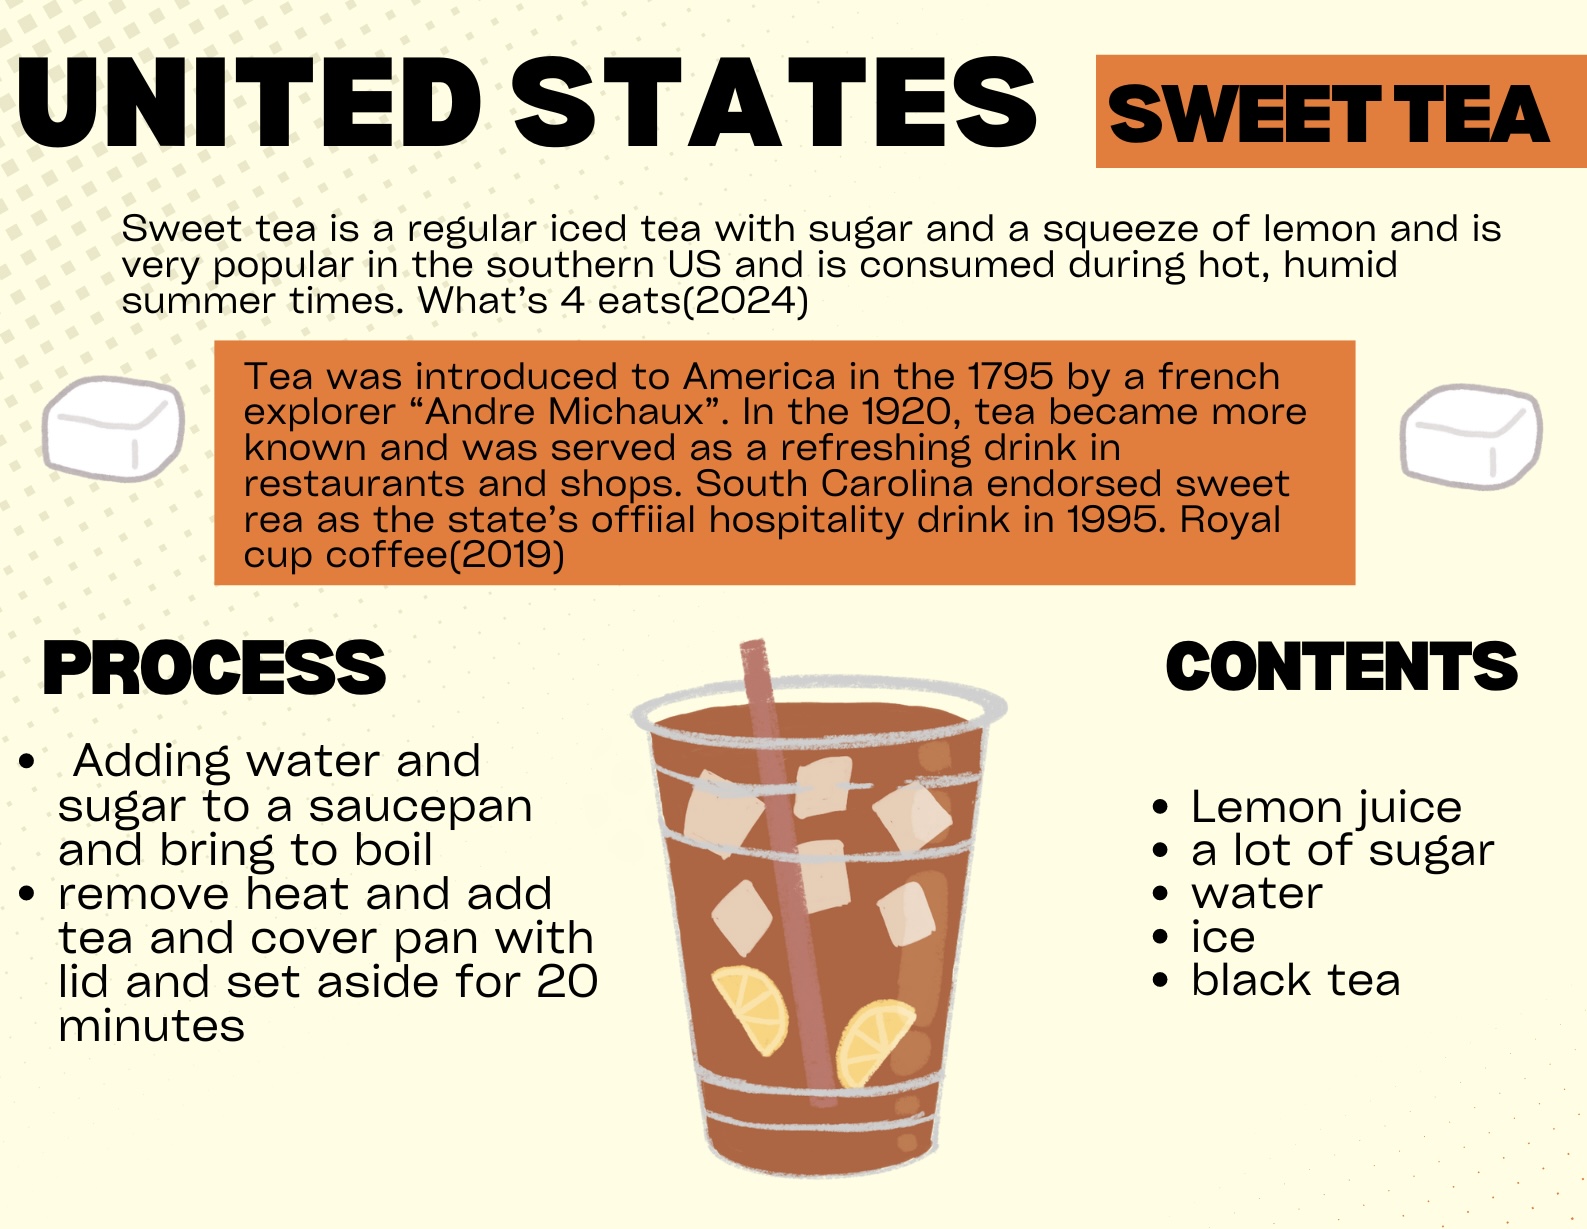 UNITED STATES
SWEET TEA
Sweet tea is a regular iced tea with sugar and a squeeze of lemon and is
very popular in the southern US and is consumed during hot, humid
summer times. What’s 4 eats(2024)
Tea was introduced to America in the 1795 by a french
explorer “Andre Michaux”. In the 1920, tea became more
known and was served as a refreshing drink in
restaurants and shops. South Carolina endorsed sweet
rea as the state’s offiial hospitality drink in 1995. Royal
cup coffee(2019)
PROCESS
• Adding water and
sugar to a saucepan
and bring to boil
• remove heat and add
tea and cover pan with
lid and set aside for 20
minutes
CONTENTS
• Lemon juice
• a lot of sugar
• water
• ice
• black tea